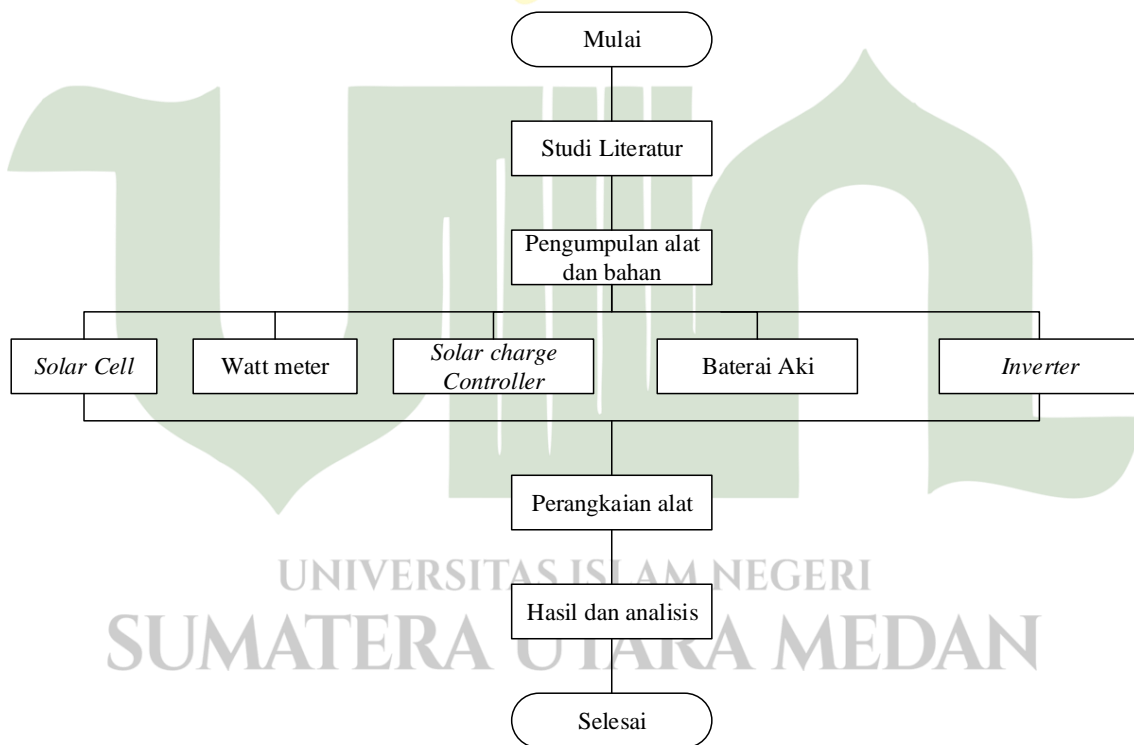 Mulai
Studi Literatur
Pengumpulan alat
dan bahan
Solar Cell
Watt meter
Solar charge
Controller
Baterai Aki
Inverter
Perangkaian alat
UNIVERSITAS ISLAM NEGERI
Hasil dan analisis
SUMATERA UTARA MEDAN
Selesai